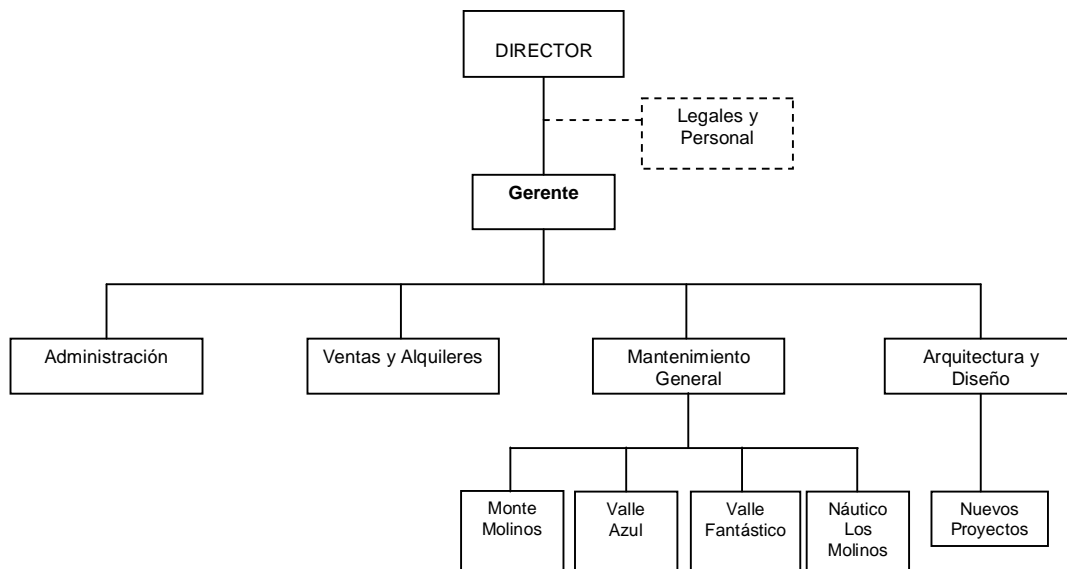 DIRECTOR
Legales y
Personal
Gerente
Administración
Ventas y Alquileres
Mantenimiento
General
Arquitectura y
Diseño
Monte
Molinos
Valle
Azul
Valle
Fantástico
Náutico
Los
Molinos
Nuevos
Proyectos